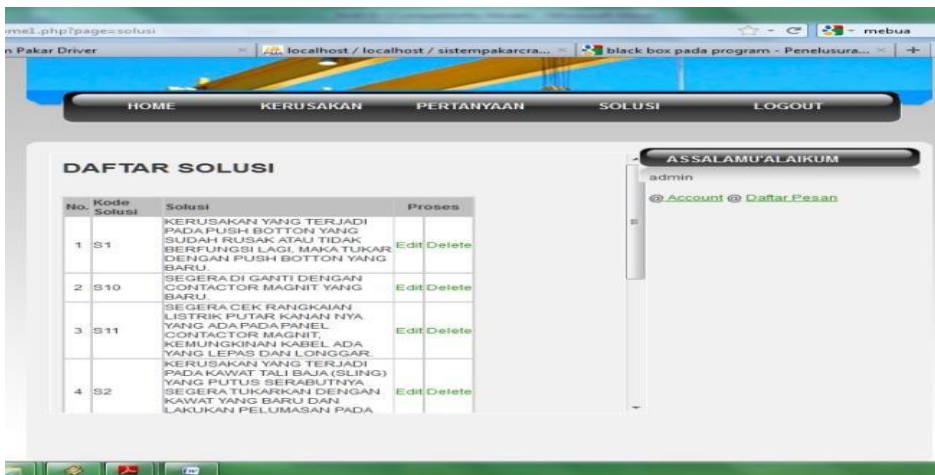 ome1.php?page=solusi
mebua
n Pakar Driver
localhost / localhost / sistempakarcra...
black box pada program - Penelusura...
HOME KERUSAKAN PERTANYAAN SOLUSI LOGOUT
DAFTAR SOLUSI
No. Kode Solusi Solusi Proses
1 S1 KERUSAKAN YANG TERJADI
PADA PUSH BOTTON YANG
SUDAH RUSAK ATAU TIDAK
BERFUNGSI LAGI, MAKA TUKAR
DENGAN PUSH BOTTON YANG
BARU.
Edit Delete
2 S10 SEGERA DI GANTI DENGAN
CONTACTOR MAGNIT YANG
BARU.
Edit Delete
3 S11 SEGERA CEK RANGKAIAN
LISTRIK PUTAR KANAN NYA
YANG ADA PADA PANEL
CONTACTOR MAGNIT,
KEMUNGKINAN KABEL ADA
YANG LEPAS DAN LONGGAR.
Edit Delete
4 S2 KERUSAKAN YANG TERJADI
PADA KAWAT TALI BAJA (SLING)
YANG PUTUS SERABUTNYA
SEGERA TUKARKAN DENGAN
KAWAT YANG BARU DAN
LAKUKAN PELUMASAN PADA
Edit Delete
ASSALAMU'ALAIKUM
admin
@ Account @ Daftar Pesan